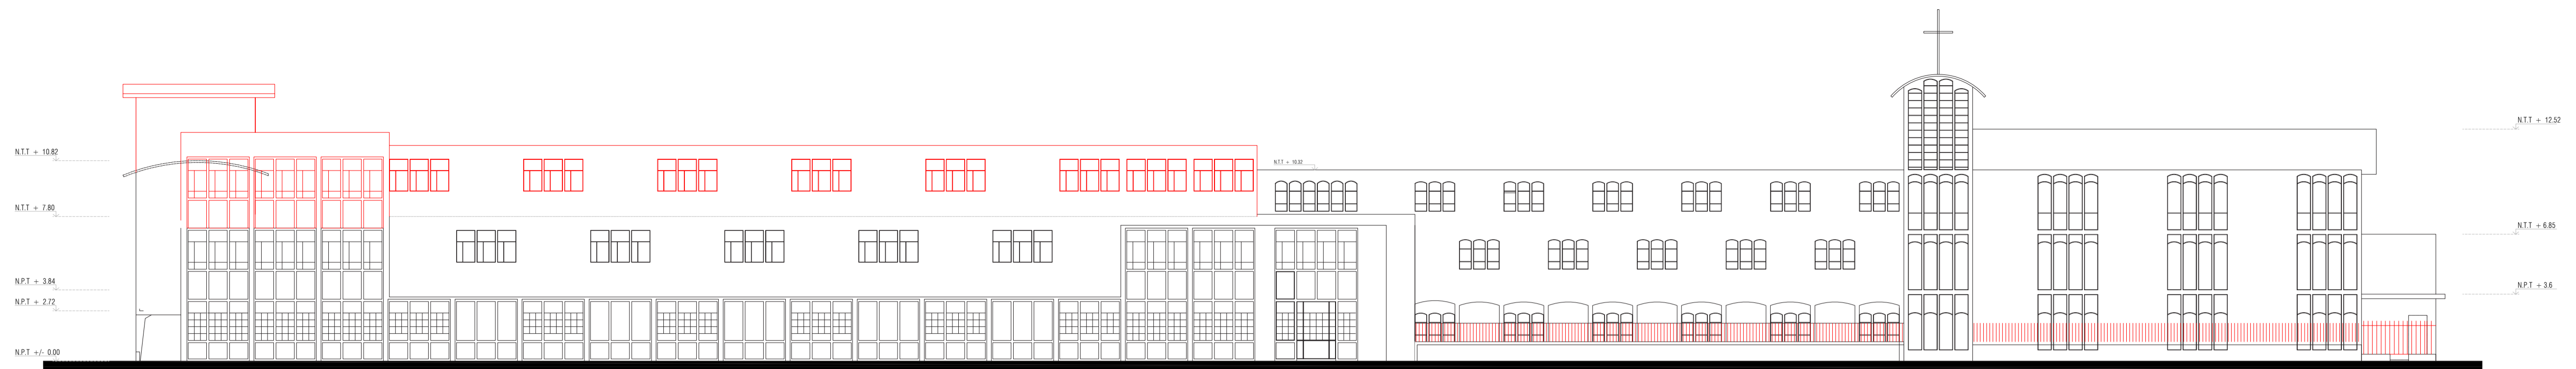 N.T.T + 12.52
N.T.T + 10.82
N.T.T + 10.32
N.T.T + 7.80
N.T.T + 6.85
N.P.T + 3.84
N.P.T + 3.6
N.P.T + 2.72
N.P.T +/- 0.00